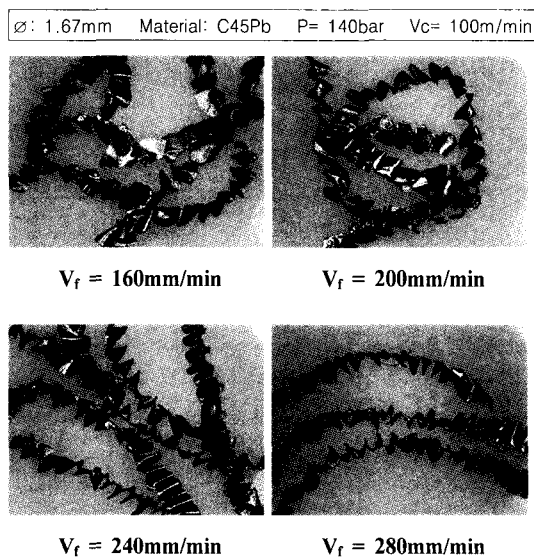 ⌀: 1.67mm Material: C45Pb P= 140bar Vc= 100m/min
Vf = 160mm/min Vf = 200mm/min
Vf = 240mm/min Vf = 280mm/min